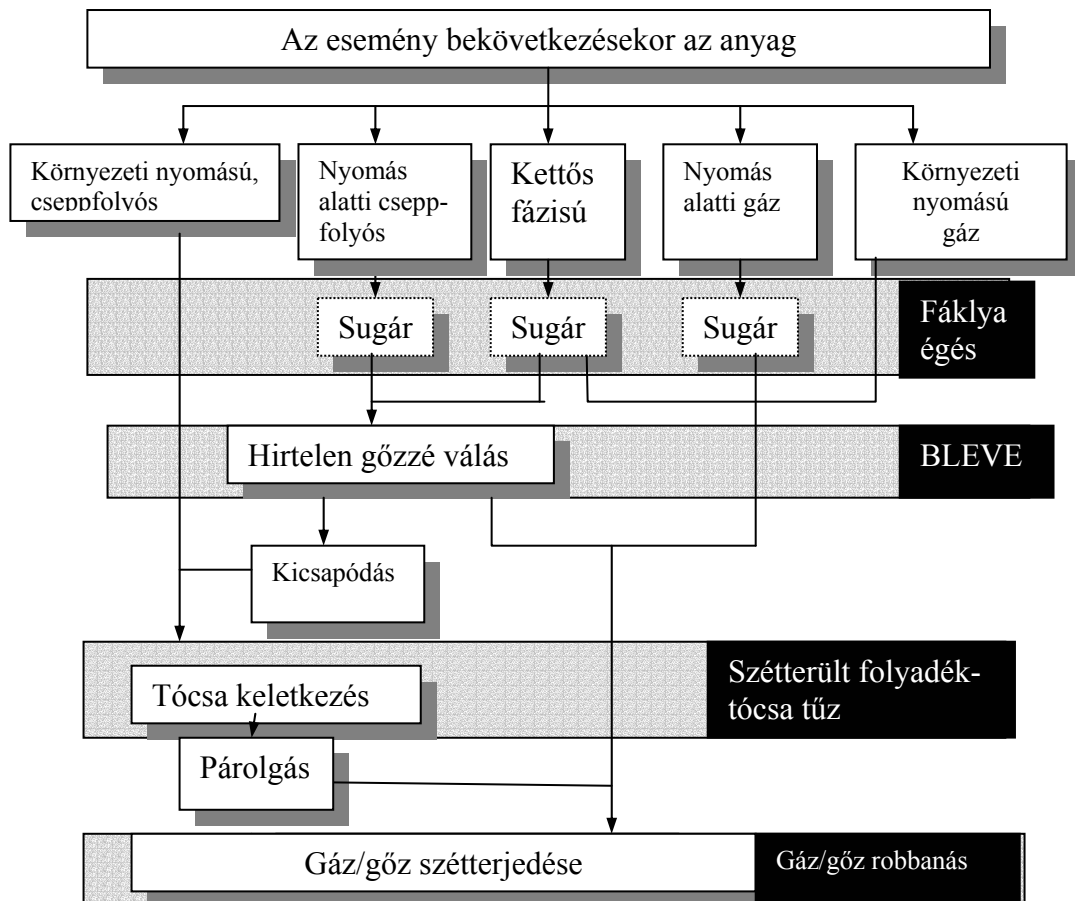 Az esemény bekövetkezésekor az anyag
Környezeti nyomású,
cseppfolyós
Nyomás
alatti csepp-
folyós
Kettős
fázisú
Nyomás
alatti gáz
Környezeti
nyomású
gáz
Sugár
Sugár
Sugár
Fáklya
égés
Hirtelen gőzzé válás
BLEVE
Kicsapódás
Tócsa keletkezés
Szétterült folyadék-
tócsa tűz
Párolgás
Gáz/gőz szétterjedése
Gáz/gőz robbanás